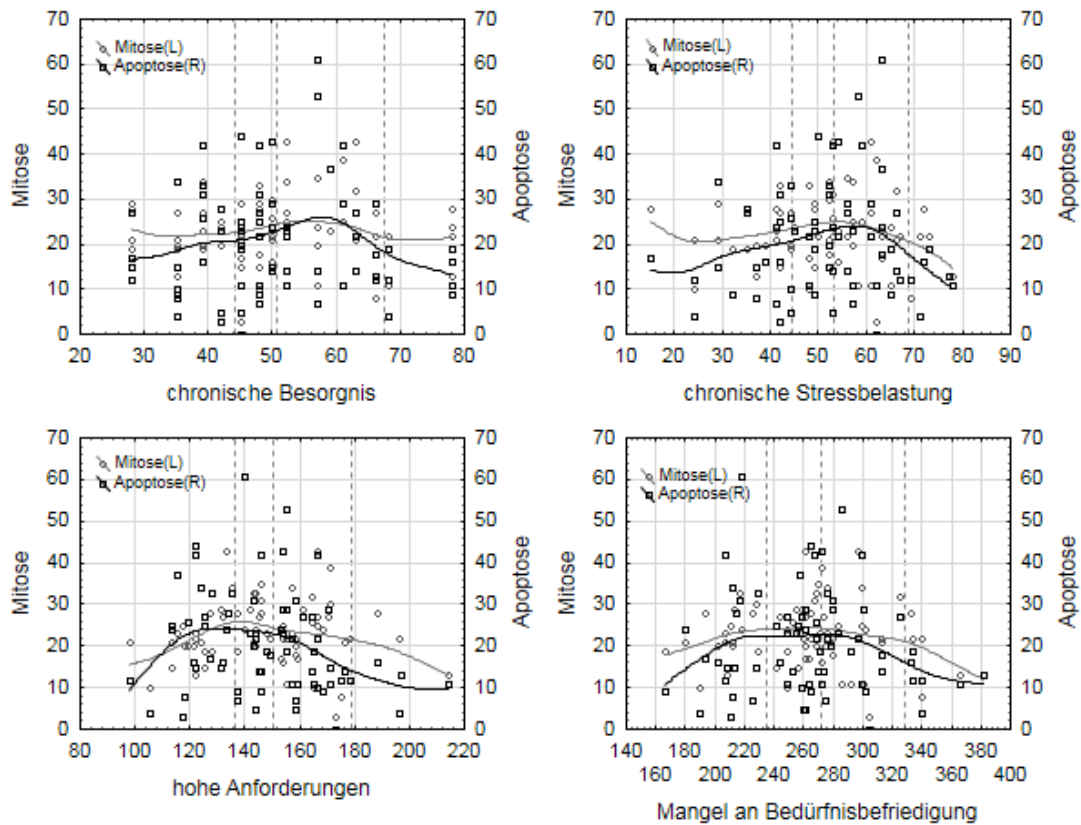 70 70
Mitose(L)
Apoptose(R)
60 60
50 50
40 40
30 30
20 20
10 10
0 0
Mitose
Apoptose
20 30 40 50 60 70 80
chronische Besorgnis
70 70
Mitose(L)
Apoptose(R)
60 60
50 50
40 40
30 30
20 20
10 10
0 0
Mitose
Apoptose
10 20 30 40 50 60 70 80 90
chronische Stressbelastung
70 70
Mitose(L)
Apoptose(R)
60 60
50 50
40 40
30 30
20 20
10 10
0 0
Mitose
Apoptose
80 100 120 140 160 180 200 220
hohe Anforderungen
70 70
Mitose(L)
Apoptose(R)
60 60
50 50
40 40
30 30
20 20
10 10
0 0
Mitose
Apoptose
140 180 220 260 300 340 380
160 200 240 280 320 360 400
Mangel an Bedürfnisbefriedigung